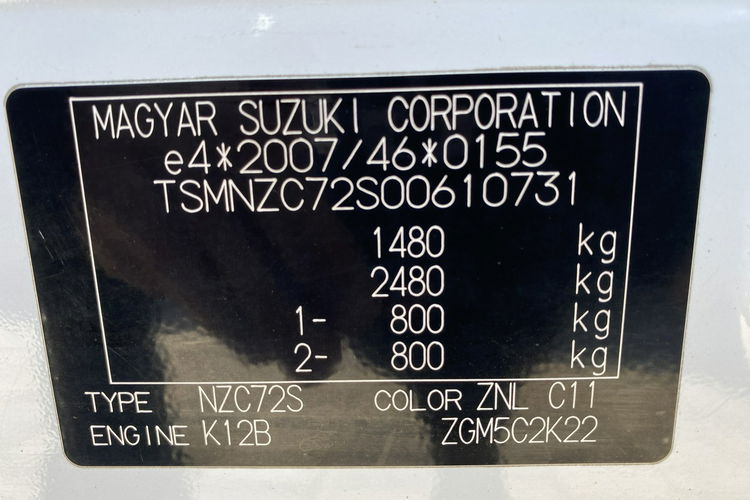 MAGYAR SUZUKI CORPORATION
e4*2007/46*0155
TSMNZC72S00610731
1480 kg
2480 kg
1- 800 kg
2- 800 kg
TYPE NZC72S COLOR ZNL C11
ENGINE K12B ZGM5C2K22